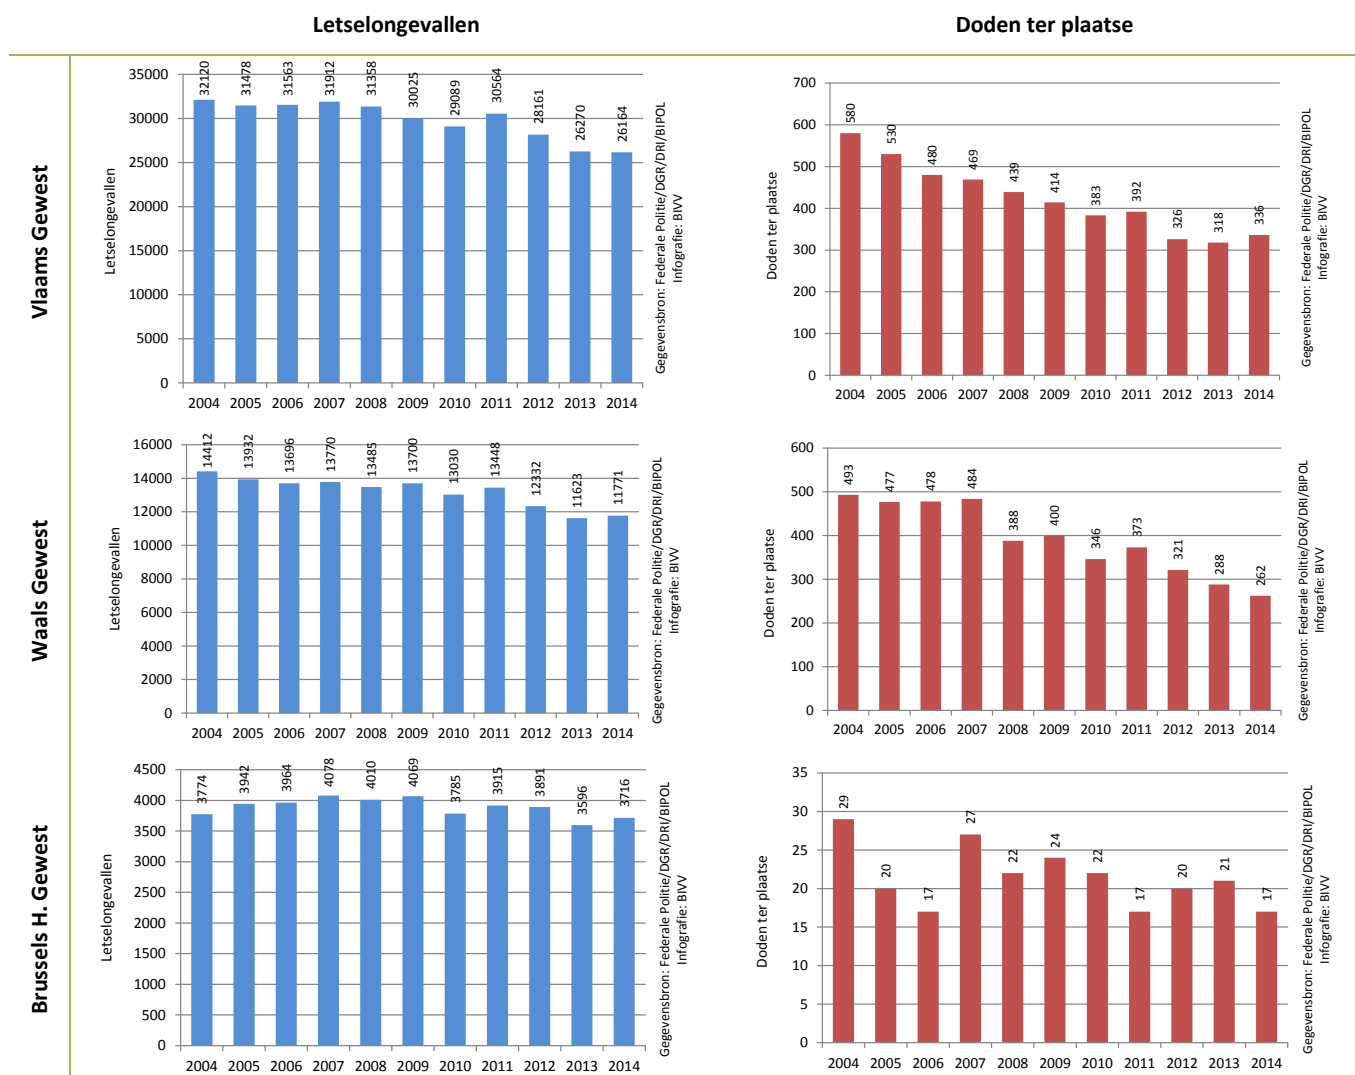 Letselongevallen
Doden ter plaatse
Vlaams Gewest
Letselongevallen
35000
30000
25000
20000
15000
10000
5000
0
32120 31478 31563 31912 31358 30025 29089 30564 28161 26270 26164
2004 2005 2006 2007 2008 2009 2010 2011 2012 2013 2014
Gegevensbron: Federale Politie/DGR/DRI/BIPOL
Infografie: BIVV
Doden ter plaatse
700
600
500
400
300
200
100
0
580 530 480 469 439 414 383 392 326 318 336
2004 2005 2006 2007 2008 2009 2010 2011 2012 2013 2014
Gegevensbron: Federale Politie/DGR/DRI/BIPOL
Infografie: BIVV
Waals Gewest
Letselongevallen
16000
14000
12000
10000
8000
6000
4000
2000
0
14412 13932 13696 13770 13485 13700 13030 13448 12332 11623 11771
2004 2005 2006 2007 2008 2009 2010 2011 2012 2013 2014
Gegevensbron: Federale Politie/DGR/DRI/BIPOL
Infografie: BIVV
Doden ter plaatse
600
500
400
300
200
100
0
493 477 478 484 388 400 346 373 321 288 262
2004 2005 2006 2007 2008 2009 2010 2011 2012 2013 2014
Gegevensbron: Federale Politie/DGR/DRI/BIPOL
Infografie: BIVV
Brussels H. Gewest
Letselongevallen
4500
4000
3500
3000
2500
2000
1500
1000
500
0
3774 3942 3964 4078 4010 4069 3785 3915 3891 3596 3716
2004 2005 2006 2007 2008 2009 2010 2011 2012 2013 2014
Gegevensbron: Federale Politie/DGR/DRI/BIPOL
Infografie: BIVV
Doden ter plaatse
35
30
25
20
15
10
5
0
29 20 17 27 22 24 22 17 20 21 17
2004 2005 2006 2007 2008 2009 2010 2011 2012 2013 2014
Gegevensbron: Federale Politie/DGR/DRI/BIPOL
Infografie: BIVV